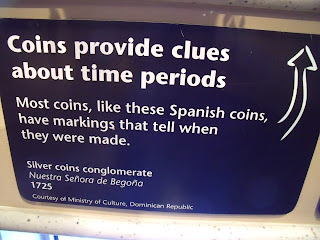 Coins provide clues
about time periods
Most coins, like these Spanish coins,
have markings that tell when
they were made.
Silver coins conglomerate
Nuestra Señora de Begoña
1725
Courtesy of Ministry of Culture, Dominican Republic